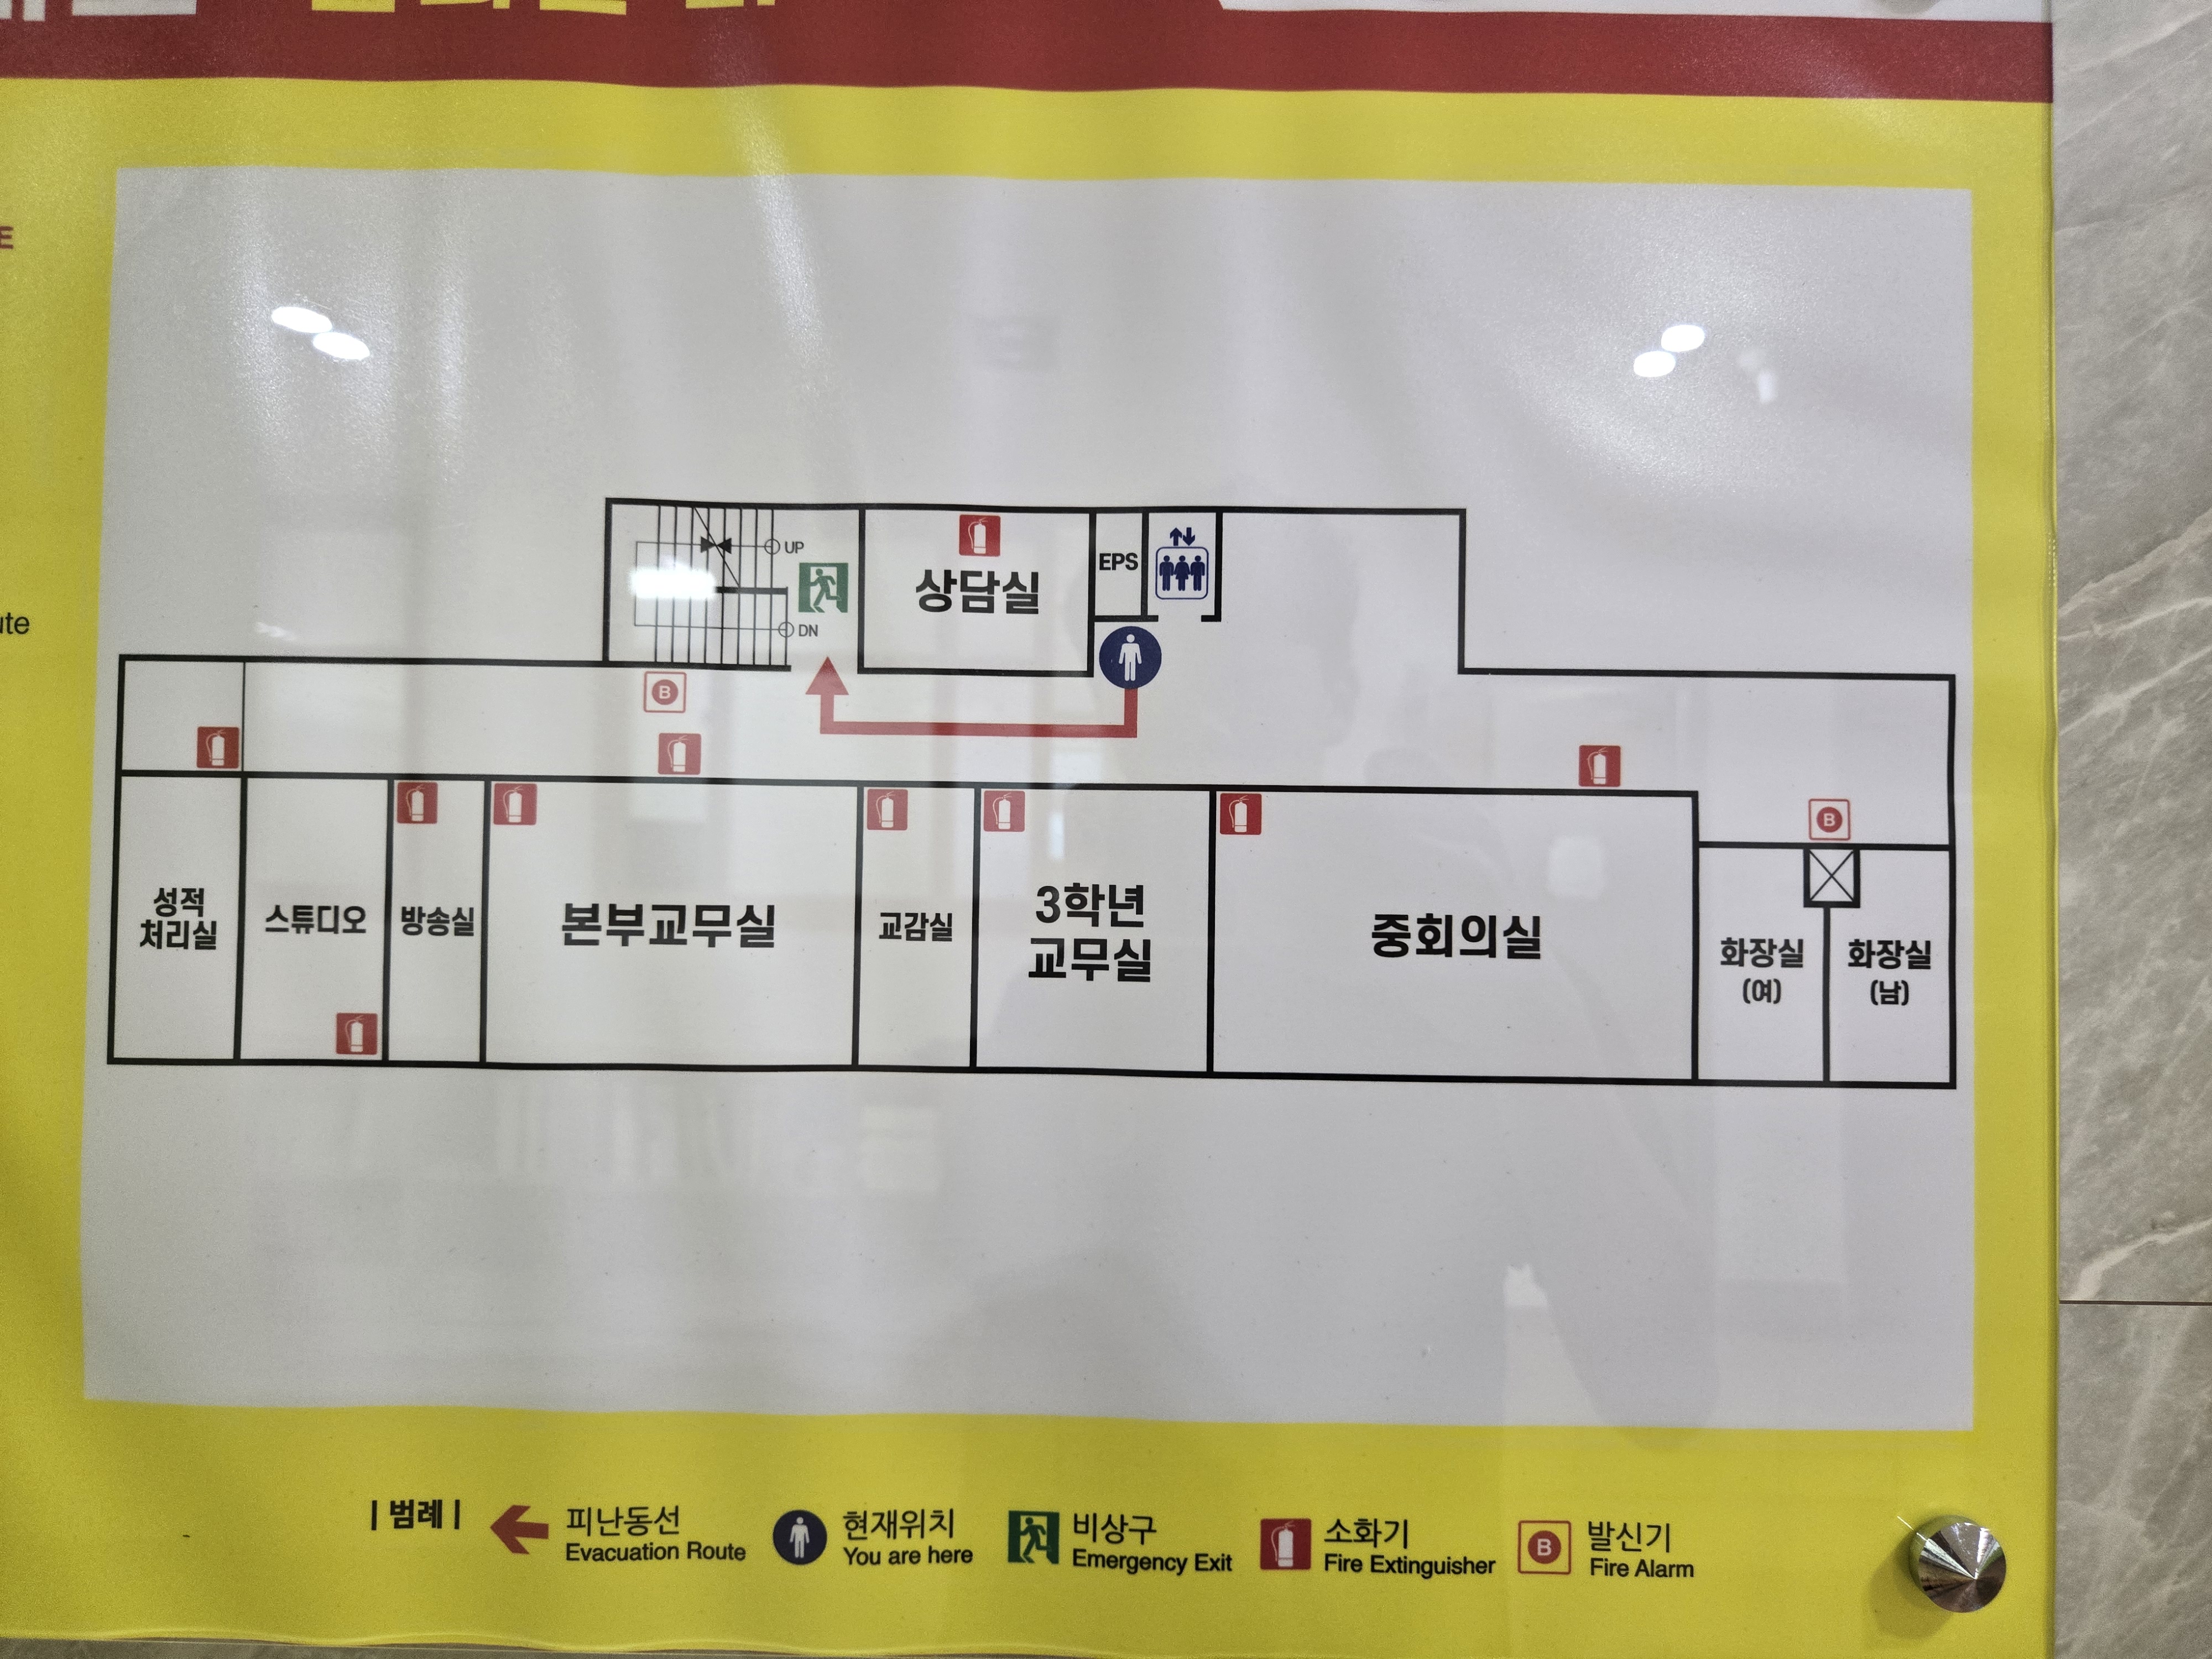 ute
UP
DN
상담실
EPS
B
성적
처리실
스튜디오
방송실
본부교무실
교감실
3학년
교무실
중회의실
B
화장실
(여)
화장실
(남)
| 범례 |
피난동선
Evacuation Route
현재위치
You are here
비상구
Emergency Exit
소화기
Fire Extinguisher
B
발신기
Fire Alarm